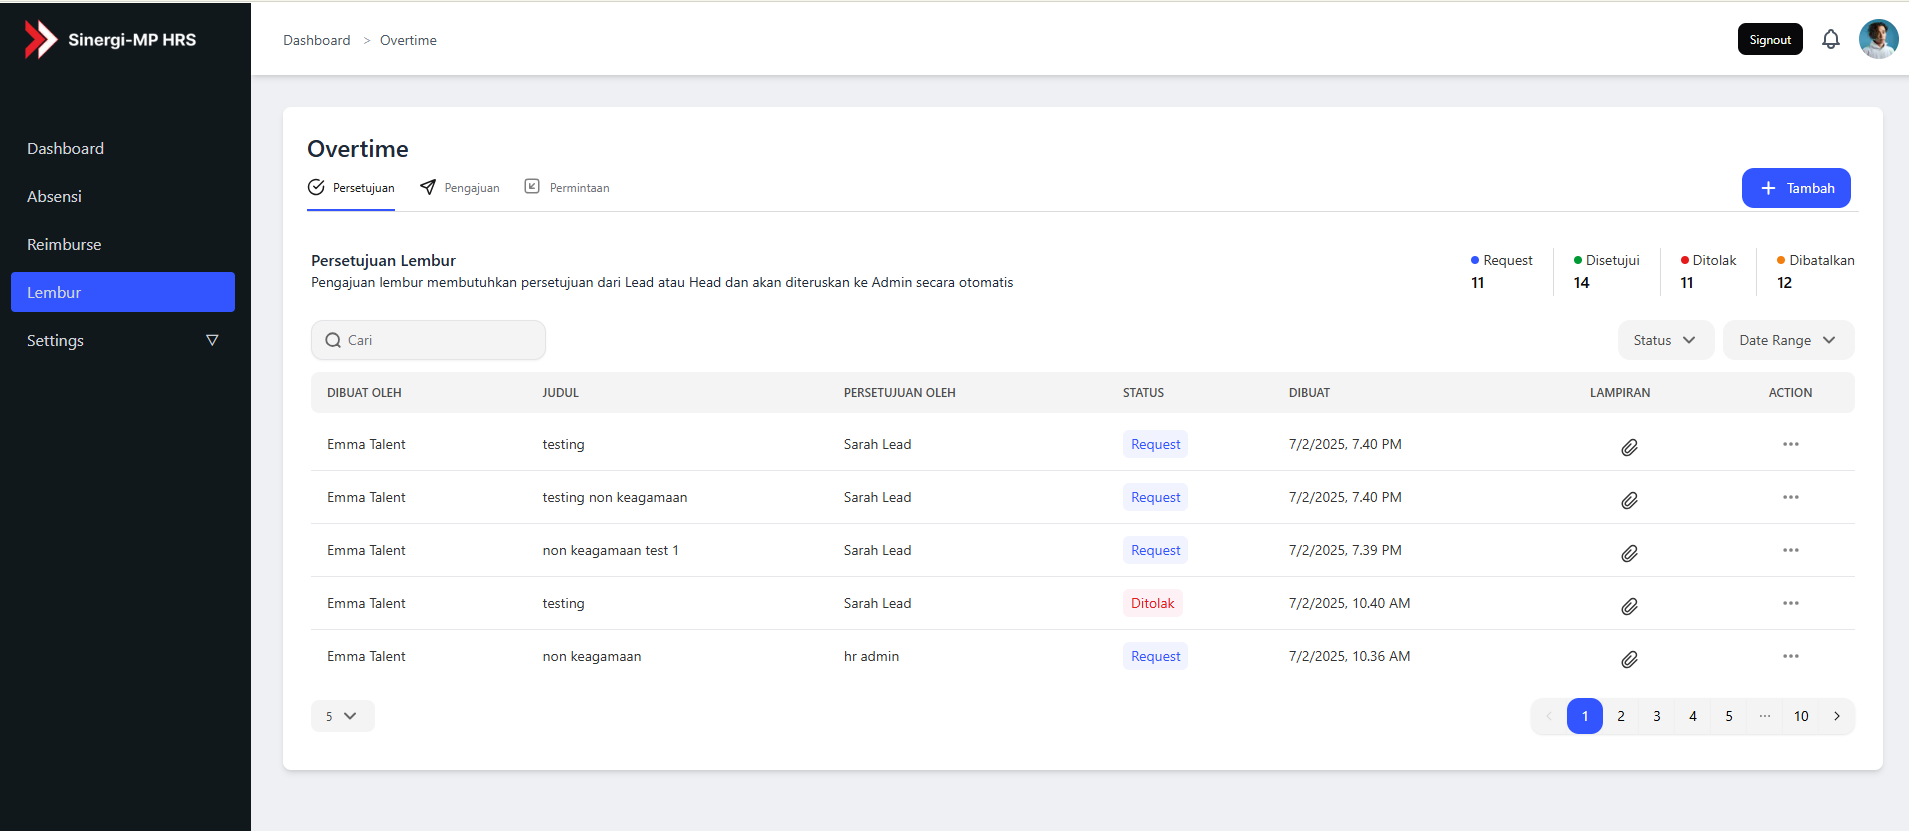 Sinergi-MP HRS
Dashboard > Overtime
Signout
Dashboard
Absensi
Reimburse
Lembur
Settings
Overtime
Persetujuan Pengajuan Permintaan
+ Tambah
Persetujuan Lembur
Pengajuan lembur membutuhkan persetujuan dari Lead atau Head dan akan diteruskan ke Admin secara otomatis
Request Disetujui Ditolak Dibatalkan
11 14 11 12
Cari
Status Date Range
DIBUAT OLEH JUDUL PERSETUJUAN OLEH STATUS DIBUAT LAMPIRAN ACTION
Emma Talent testing Sarah Lead Request 7/2/2025, 7.40 PM ···
Emma Talent testing non keagamaan Sarah Lead Request 7/2/2025, 7.40 PM ···
Emma Talent non keagamaan test 1 Sarah Lead Request 7/2/2025, 7.39 PM ···
Emma Talent testing Sarah Lead Ditolak 7/2/2025, 10.40 AM ···
Emma Talent non keagamaan hr admin Request 7/2/2025, 10.36 AM ···
5
< 1 2 3 4 5 ··· 10 >